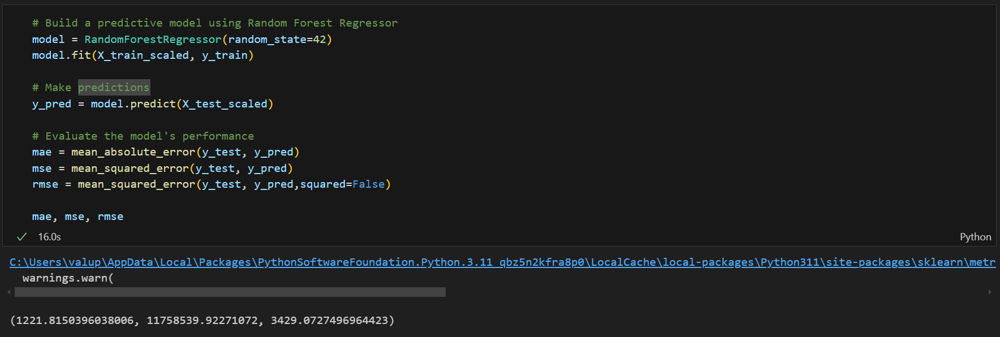 # Build a predictive model using Random Forest Regressor
model = RandomForestRegressor(random_state=42)
model.fit(X_train_scaled, y_train)
# Make predictions
y_pred = model.predict(X_test_scaled)
# Evaluate the model's performance
mae = mean_absolute_error(y_test, y_pred)
mse = mean_squared_error(y_test, y_pred)
rmse = mean_squared_error(y_test, y_pred,squared=False)
mae, mse, rmse
16.0s
Python
C:\Users\valup\AppData\Local\Packages\PythonSoftwareFoundation.Python.3.11_qbz5n2kfra8p0\LocalCache\local-packages\Python311\site-packages\sklearn\metr
warnings.warn(
(1221.8150396038006, 11758539.92271072, 3429.0727496964423)